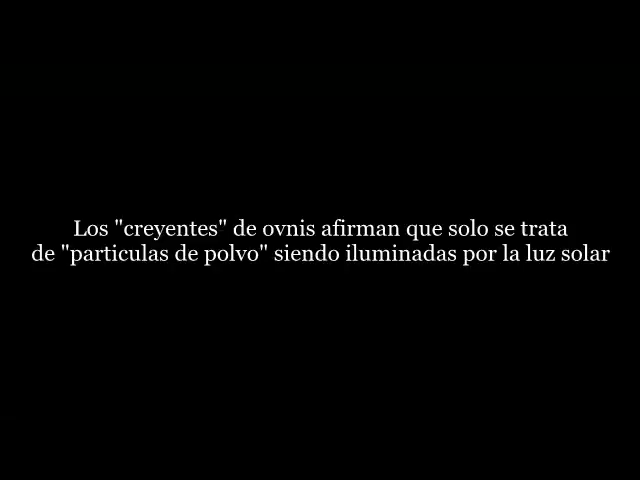 Los "creyentes" de ovnis afirman que solo se trata
de "particulas de polvo" siendo iluminadas por la luz solar